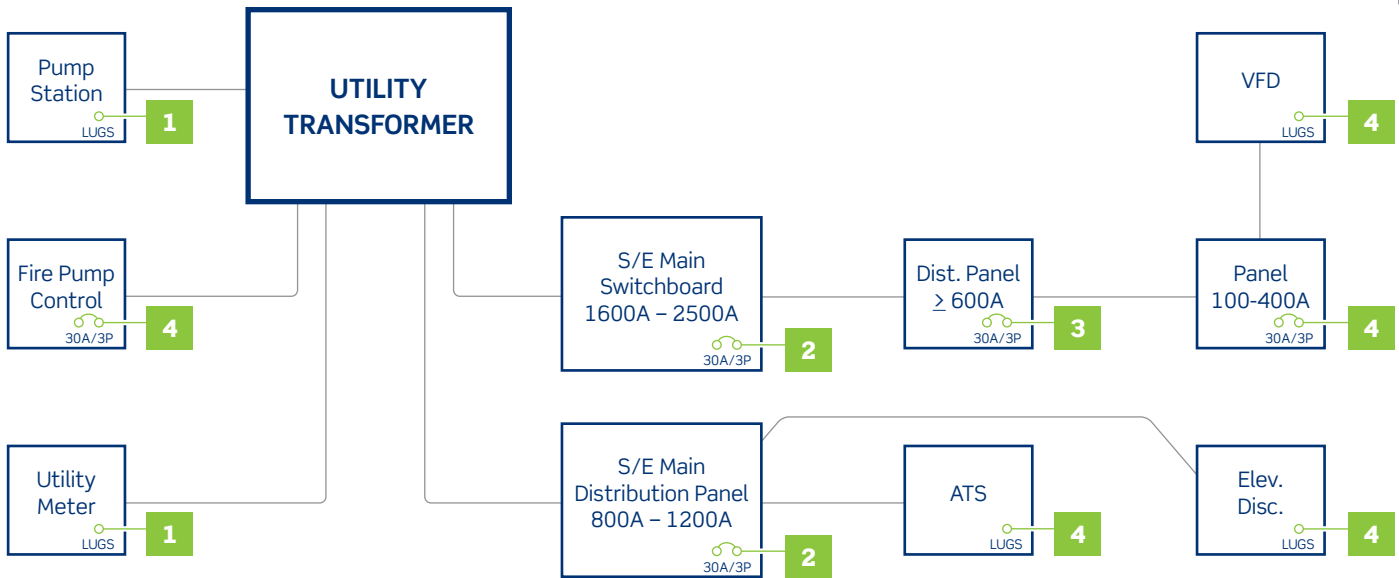 Pump
Station
LUGS
1
UTILITY
TRANSFORMER
VFD
LUGS
4
Fire Pump
Control
30A/3P
4
S/E Main
Switchboard
1600A – 2500A
30A/3P
2
Dist. Panel
≥ 600A
30A/3P
3
Panel
100-400A
30A/3P
4
Utility
Meter
LUGS
1
S/E Main
Distribution Panel
800A – 1200A
30A/3P
2
ATS
LUGS
4
Elev.
Disc.
LUGS
4